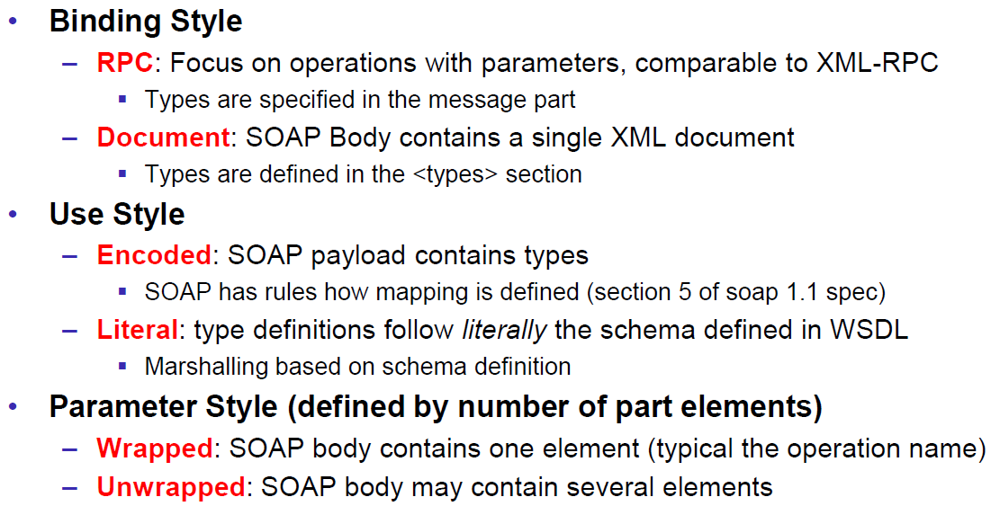 • Binding Style
– RPC: Focus on operations with parameters, comparable to XML-RPC
▪ Types are specified in the message part
– Document: SOAP Body contains a single XML document
▪ Types are defined in the <types> section
• Use Style
– Encoded: SOAP payload contains types
▪ SOAP has rules how mapping is defined (section 5 of soap 1.1 spec)
– Literal: type definitions follow literally the schema defined in WSDL
▪ Marshalling based on schema definition
• Parameter Style (defined by number of part elements)
– Wrapped: SOAP body contains one element (typical the operation name)
– Unwrapped: SOAP body may contain several elements